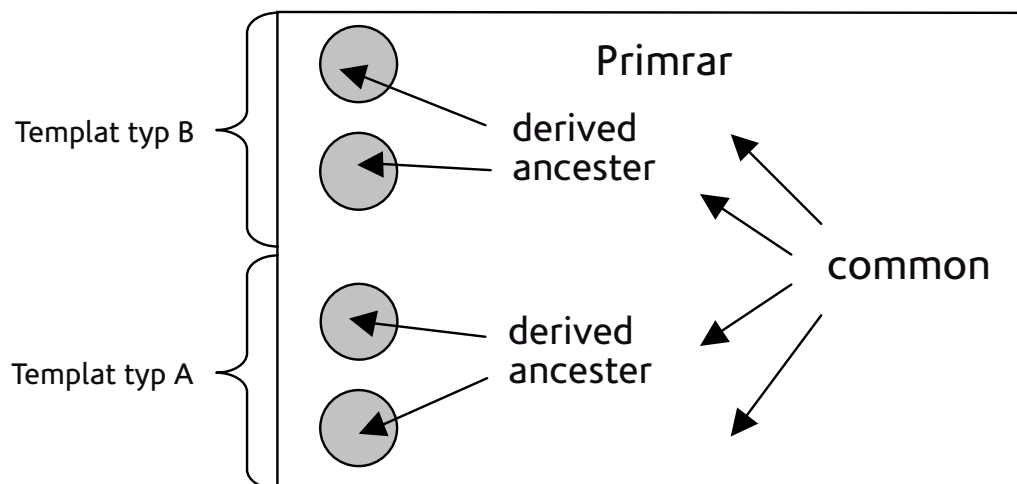 Primrar
Templat typ B
derived
ancester
common
Templat typ A
derived
ancester